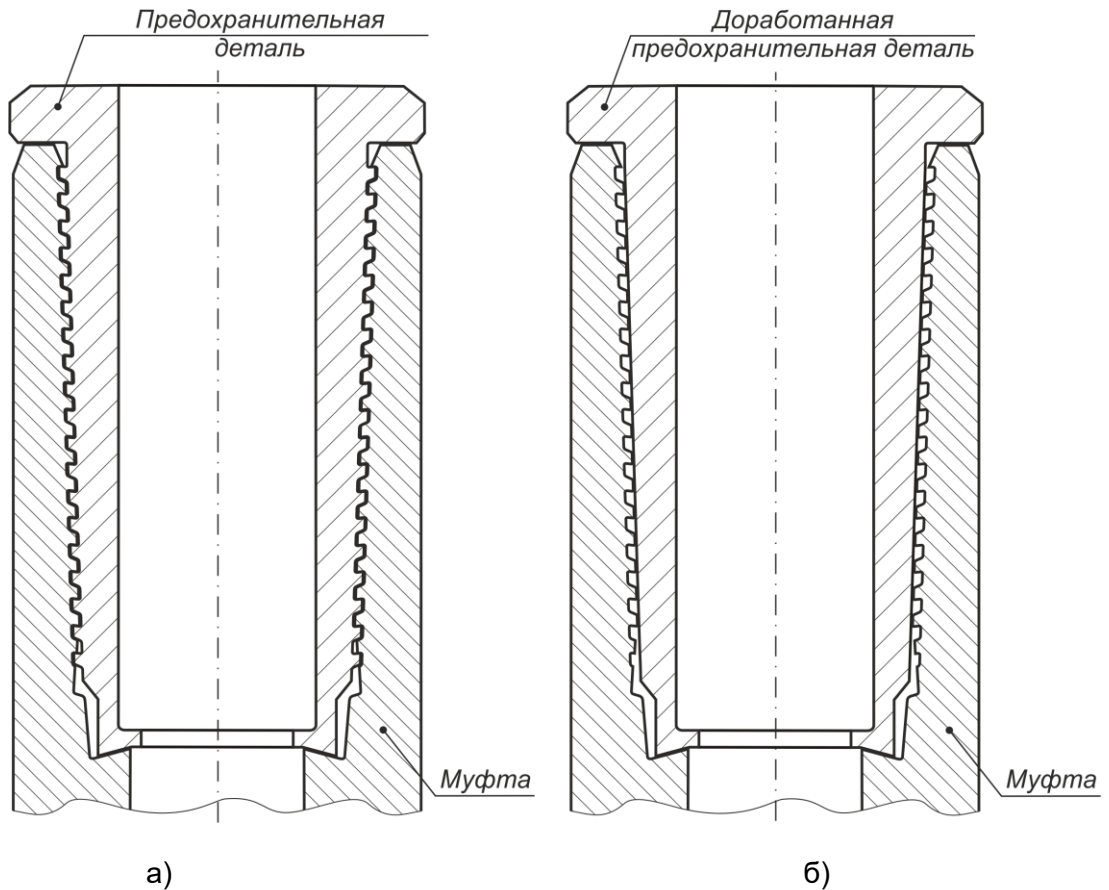 Предохранительная
деталь
Доработанная
предохранительная деталь
Муфта
Муфта
а)
б)